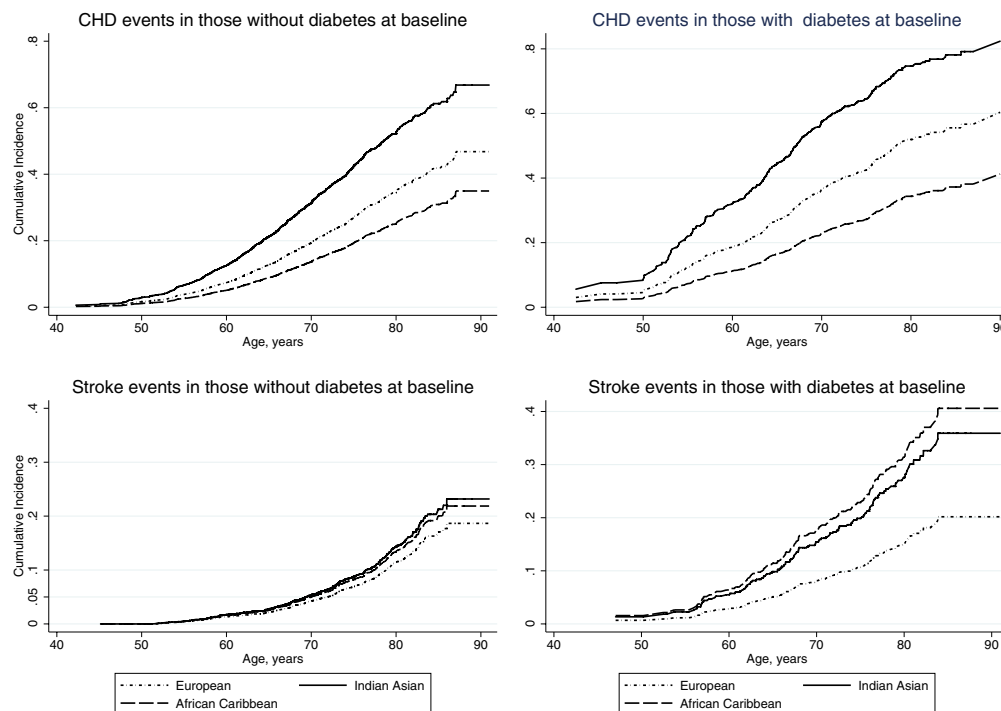 CHD events in those without diabetes at baseline
Cumulative Incidence
.8
.6
.4
.2
0
40 50 60 70 80 90
Age, years
CHD events in those with  diabetes at baseline
.8
.6
.4
.2
0
40 50 60 70 80 90
Age, years
Stroke events in those without diabetes at baseline
Cumulative Incidence
.4
.3
.2
.1
.05
0
40 50 60 70 80 90
Age, years
European Indian Asian
African Caribbean
Stroke events in those with diabetes at baseline
.4
.3
.2
.1
0
40 50 60 70 80 90
Age, years
European Indian Asian
African Caribbean